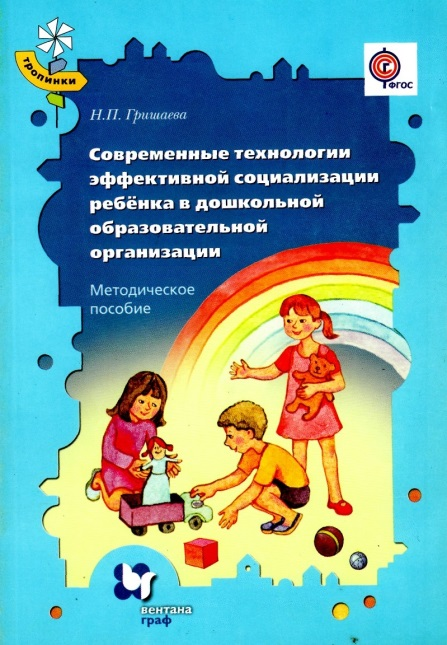 тропинки
ФГОС
Н.П. Гришаева
Современные технологии
эффективной социализации
ребёнка в дошкольной
образовательной
организации
Методическое
пособие
вентана
граф